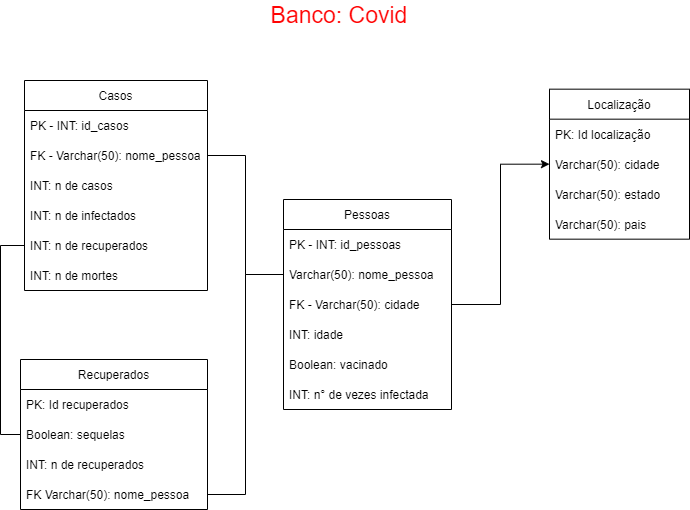 Banco: Covid
Casos
PK - INT: id_casos
FK - Varchar(50): nome_pessoa
INT: n de casos
INT: n de infectados
INT: n de recuperados
INT: n de mortes
Localização
PK: Id localização
Varchar(50): cidade
Varchar(50): estado
Varchar(50): pais
Pessoas
PK - INT: id_pessoas
Varchar(50): nome_pessoa
FK - Varchar(50): cidade
INT: idade
Boolean: vacinado
INT: n° de vezes infectada
Recuperados
PK: Id recuperados
Boolean: sequelas
INT: n de recuperados
FK Varchar(50): nome_pessoa